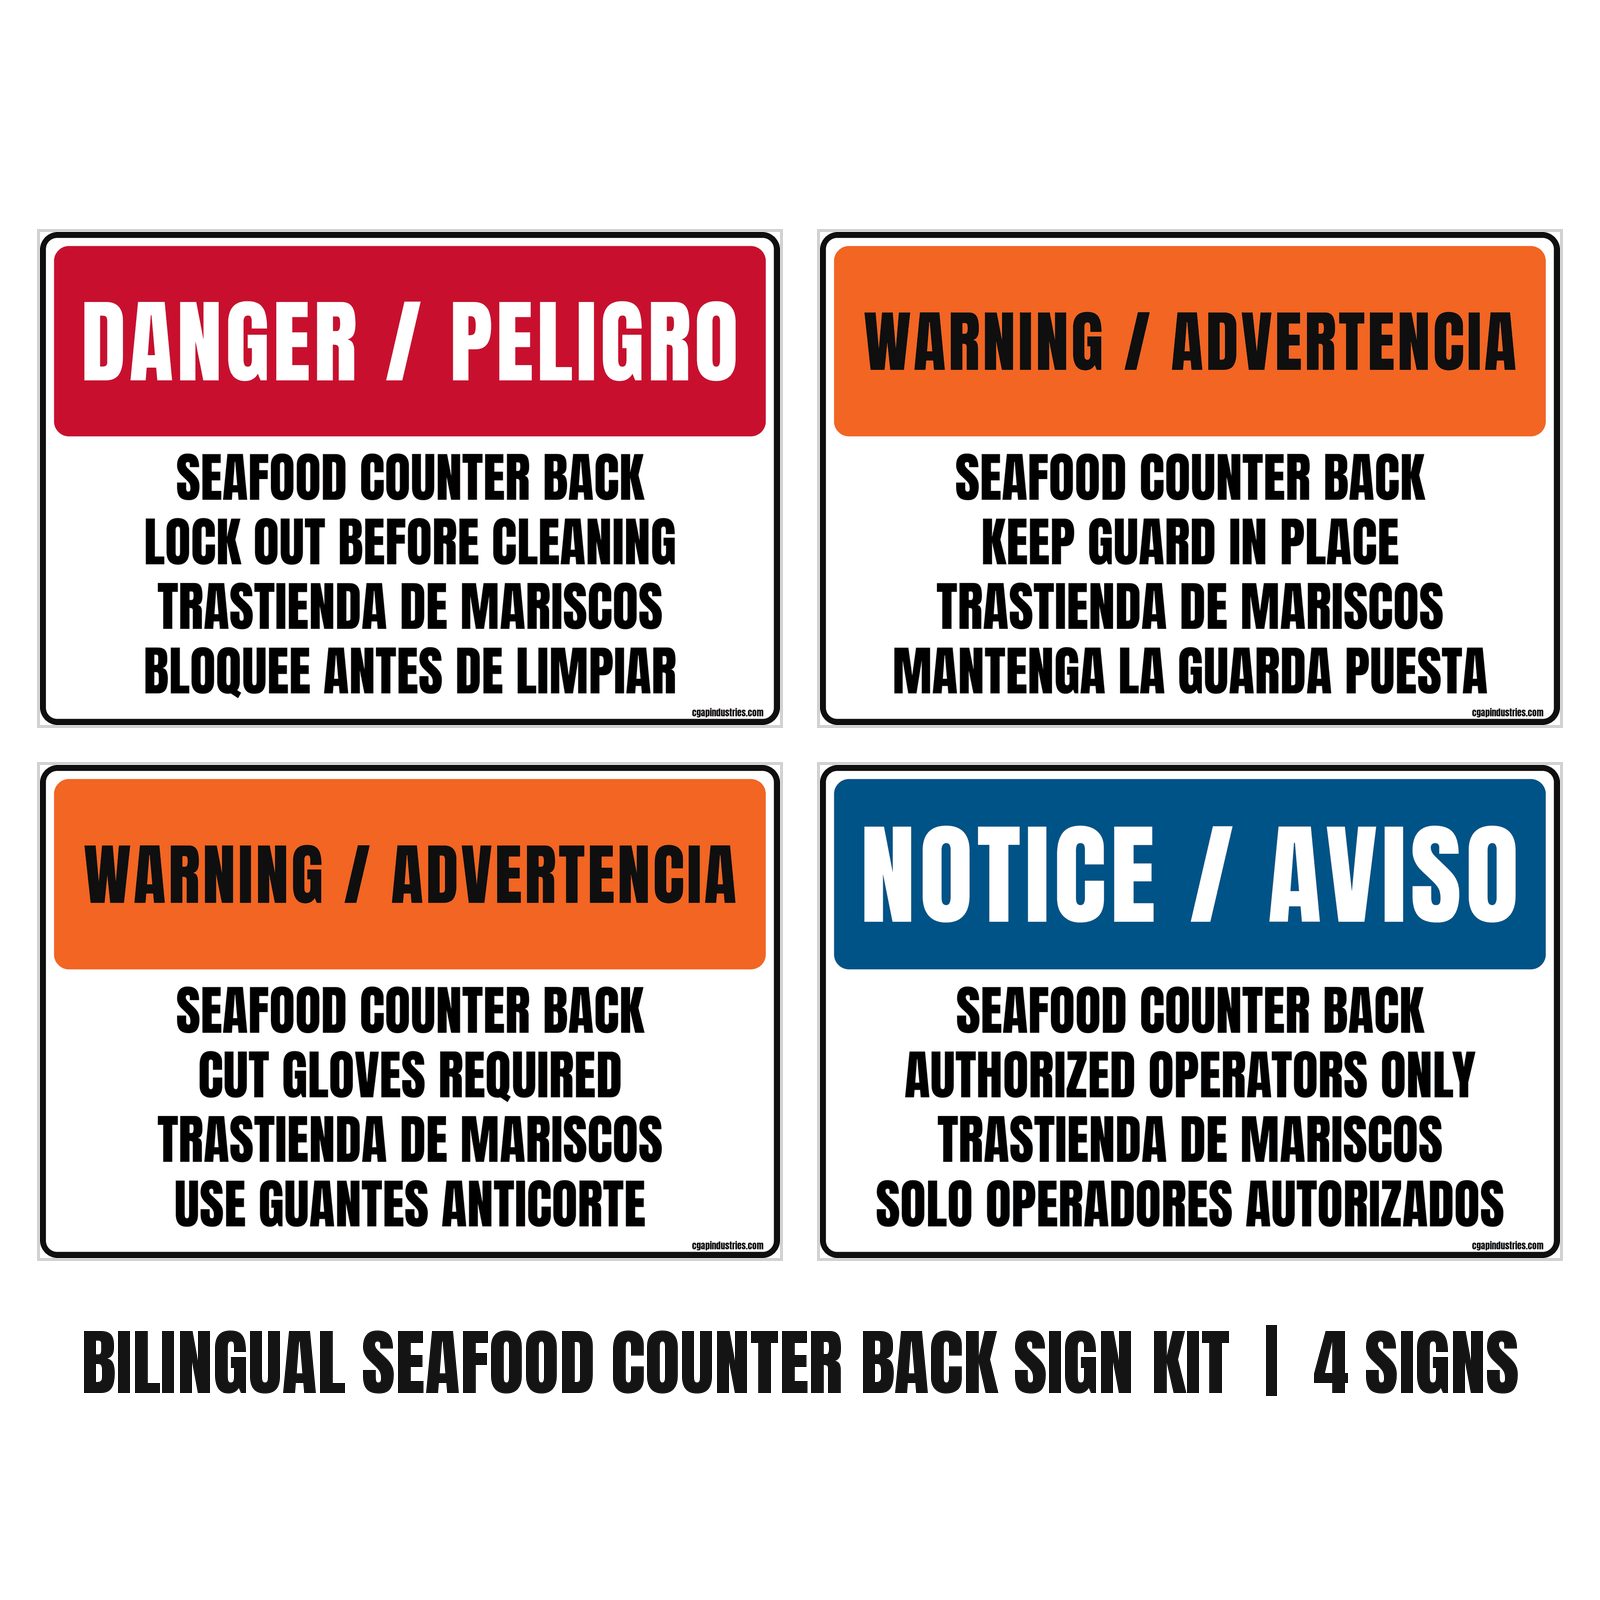 DANGER / PELIGRO
SEAFOOD COUNTER BACK
LOCK OUT BEFORE CLEANING
TRASTIENDA DE MARISCOS
BLOQUEE ANTES DE LIMPIAR
cgapindustries.com
WARNING / ADVERTENCIA
SEAFOOD COUNTER BACK
KEEP GUARD IN PLACE
TRASTIENDA DE MARISCOS
MANTENGA LA GUARDA PUESTA
cgapindustries.com
WARNING / ADVERTENCIA
SEAFOOD COUNTER BACK
CUT GLOVES REQUIRED
TRASTIENDA DE MARISCOS
USE GUANTES ANTICORTE
cgapindustries.com
NOTICE / AVISO
SEAFOOD COUNTER BACK
AUTHORIZED OPERATORS ONLY
TRASTIENDA DE MARISCOS
SOLO OPERADORES AUTORIZADOS
cgapindustries.com
BILINGUAL SEAFOOD COUNTER BACK SIGN KIT | 4 SIGNS